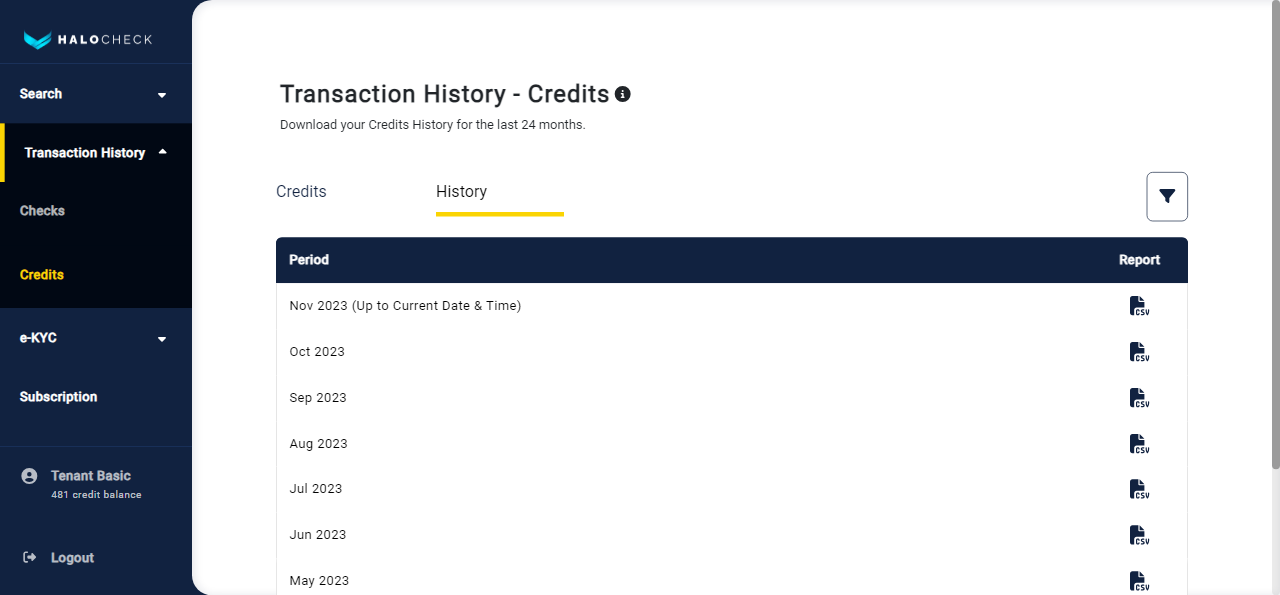 HALOCHECK
Search
Transaction History
Checks
Credits
e-KYC
Subscription
Tenant Basic
481 credit balance
Logout
Transaction History - Credits
Download your Credits History for the last 24 months.
Credits
History
Period
Report
Nov 2023 (Up to Current Date & Time)
CSV
Oct 2023
CSV
Sep 2023
CSV
Aug 2023
CSV
Jul 2023
CSV
Jun 2023
CSV
May 2023
CSV